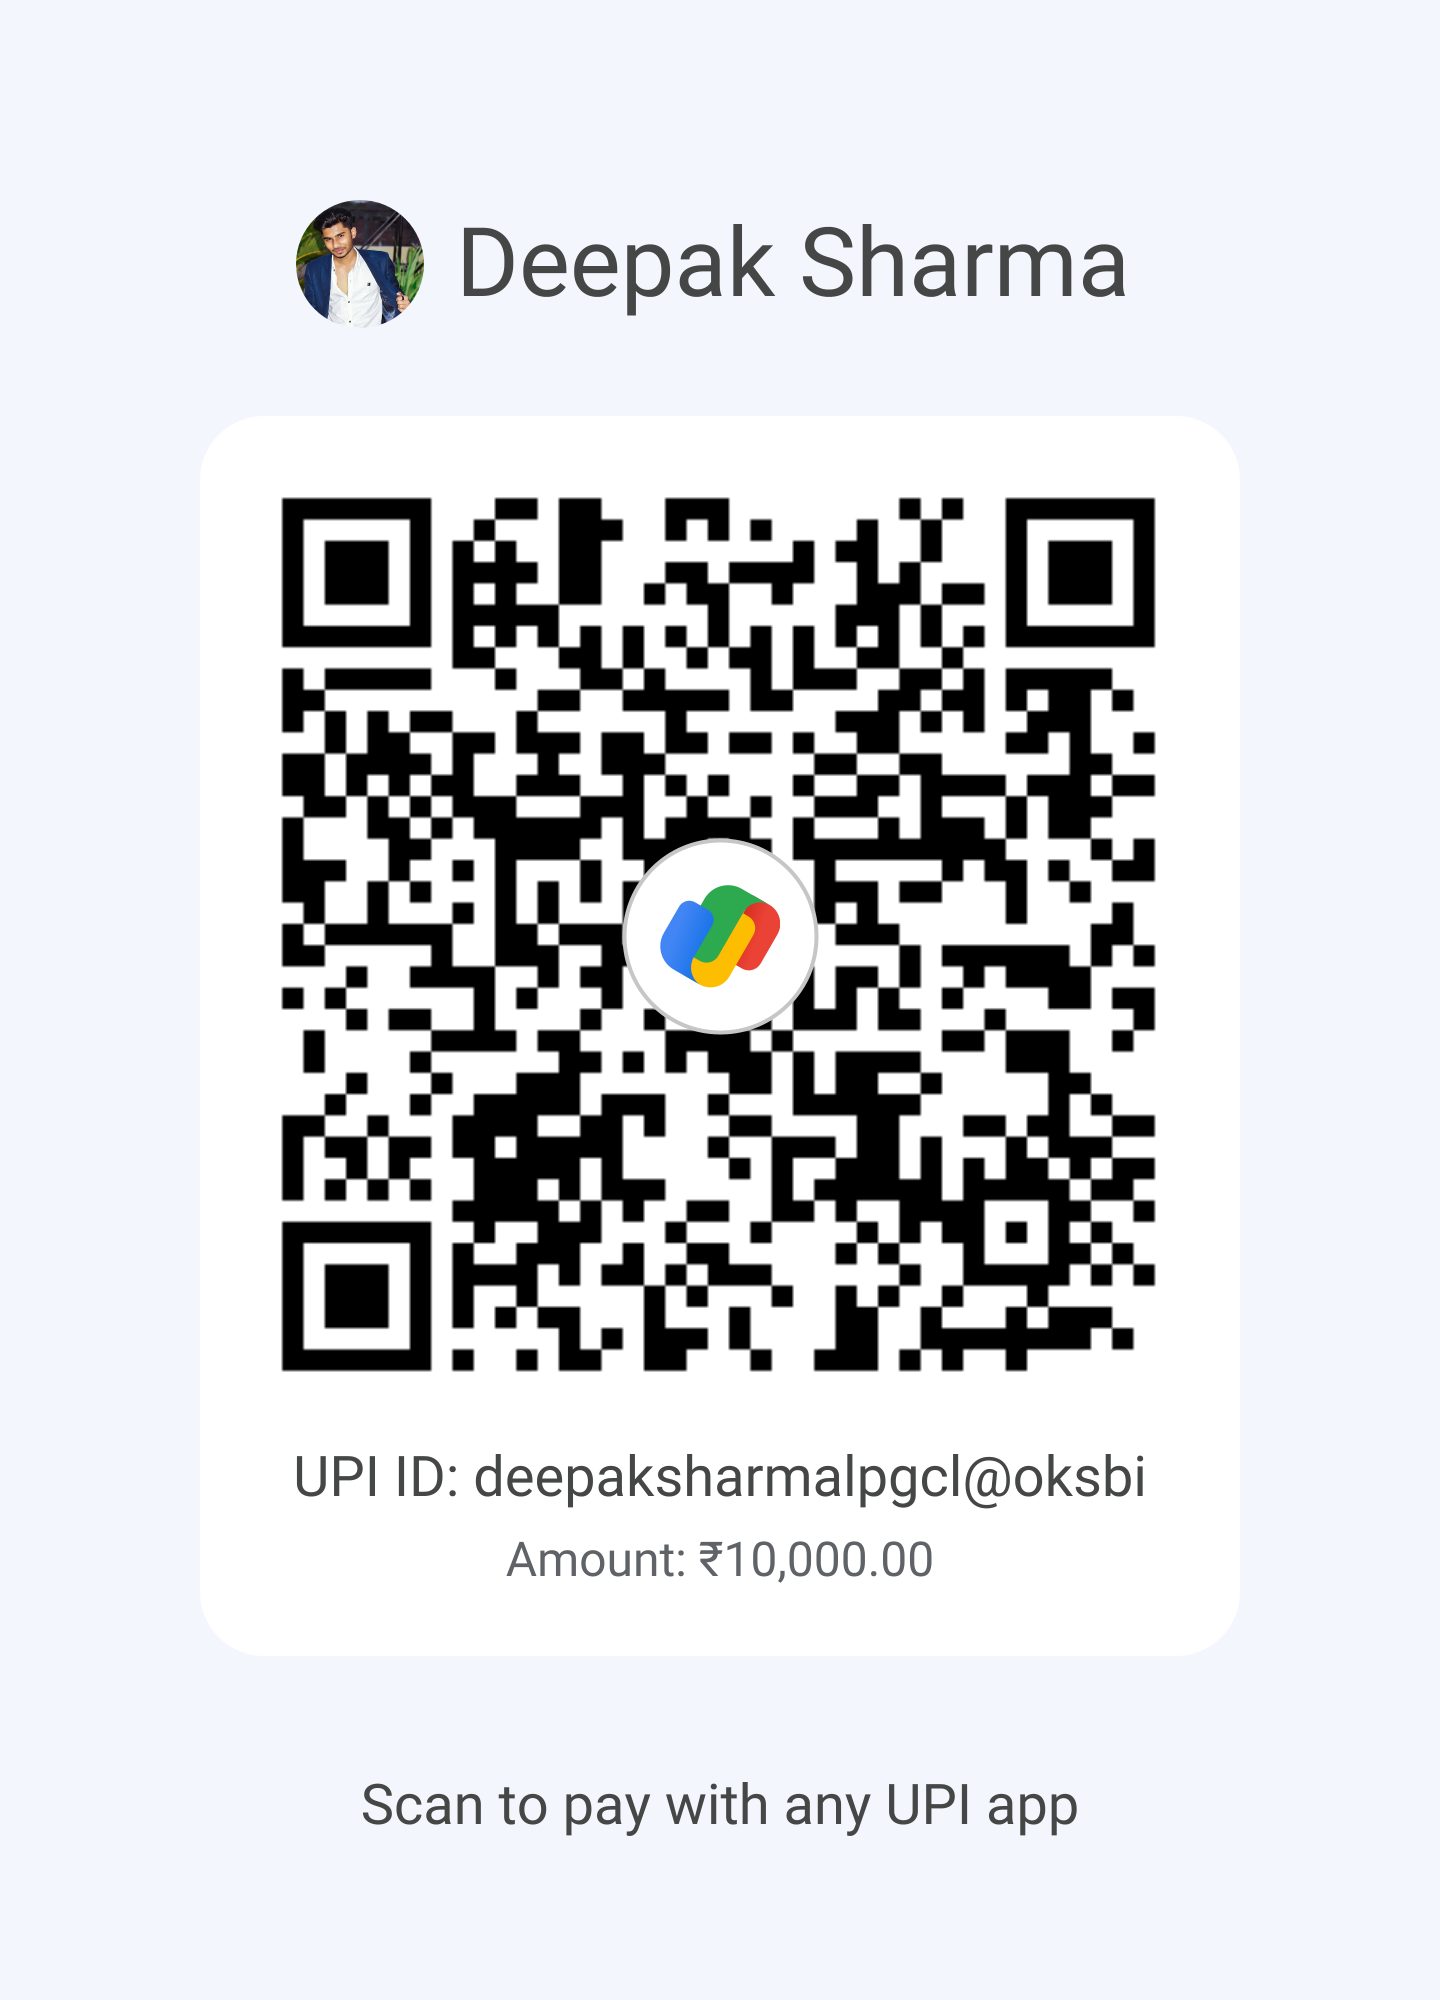 Deepak Sharma
UPI ID: deepaksharmalpgcl@oksbi
Amount: ₹10,000.00
Scan to pay with any UPI app